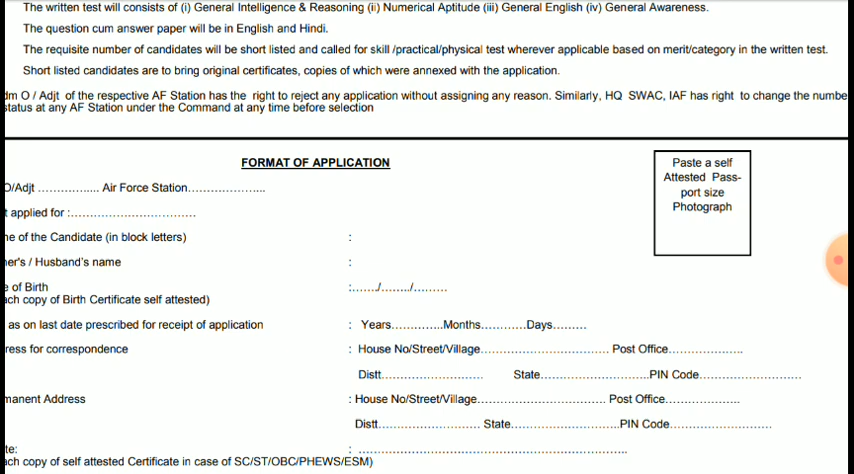 The written test will consists of (i) General Intelligence & Reasoning (ii) Numerical Aptitude (iii) General English (iv) General Awareness.
The question cum answer paper will be in English and Hindi.
The requisite number of candidates will be short listed and called for skill /practical/physical test wherever applicable based on merit/category in the written test.
Short listed candidates are to bring original certificates, copies of which were annexed with the application.
dm O / Adjt of the respective AF Station has the right to reject any application without assigning any reason. Similarly, HQ SWAC, IAF has right to change the numbe
status at any AF Station under the Command at any time before selection
FORMAT OF APPLICATION
Paste a self
Attested Pass-
port size
Photograph
O/Adjt ................. Air Force Station.....................
t applied for :.................................
ne of the Candidate (in block letters) :
her's / Husband's name :
e of Birth :......./......../.........
ach copy of Birth Certificate self attested)
as on last date prescribed for receipt of application : Years..............Months............Days.........
ress for correspondence : House No/Street/Village.................................. Post Office....................
Distt........................... State.............................PIN Code...........................
manent Address : House No/Street/Village.................................. Post Office....................
Distt........................... State.............................PIN Code...........................
te: : .......................................................................
ach copy of self attested Certificate in case of SC/ST/OBC/PHEWS/ESM)